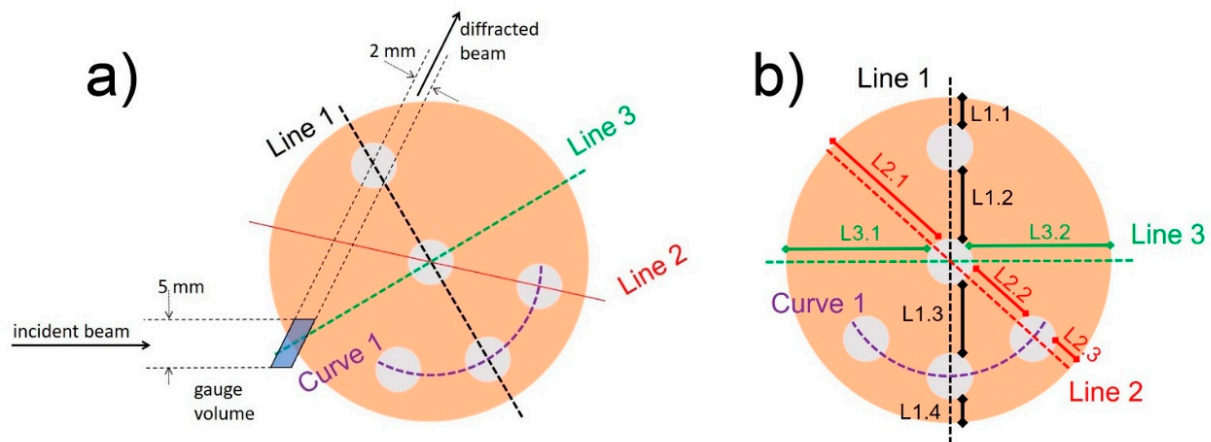 a)
2 mm
diffracted
beam
Line 1
Line 3
Line 2
5 mm
incident beam
gauge
volume
Curve 1
b)
Line 1
L1.1
L2.1
L1.2
L3.1
L3.2
Line 3
L2.2
Curve 1
L1.3
L2.3
Line 2
L1.4